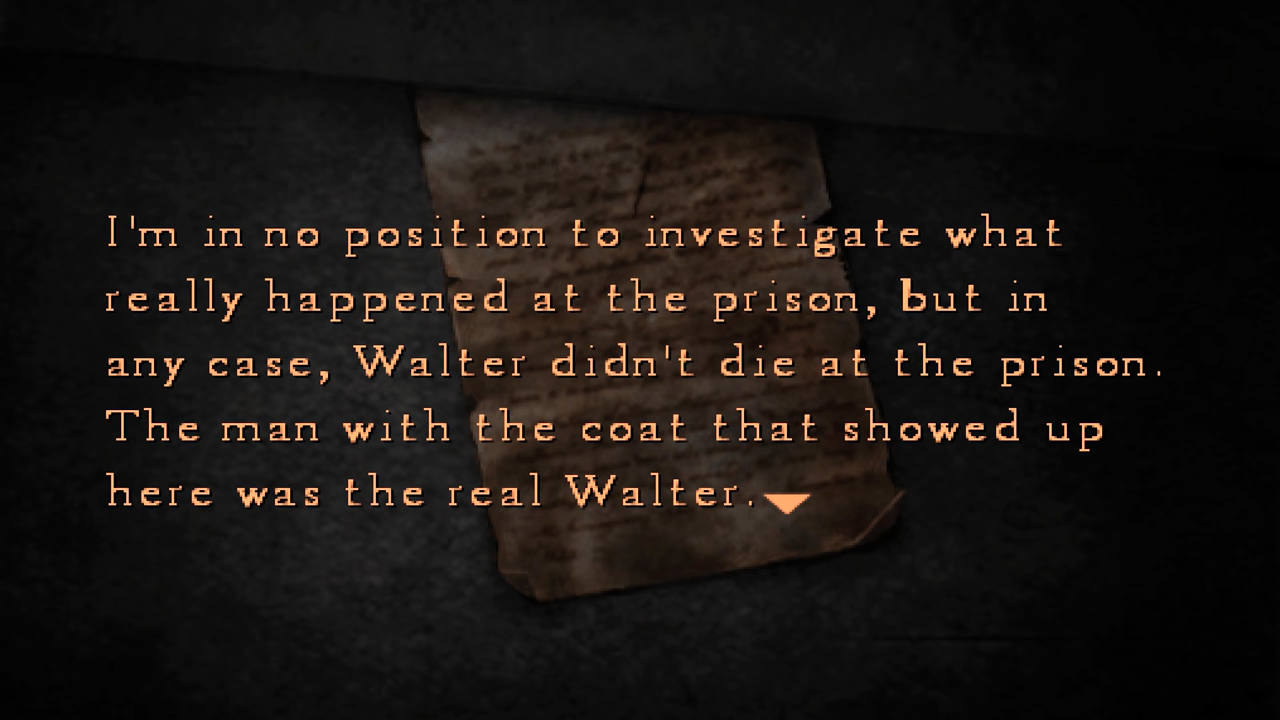 I'm in no position to investigate what
really happened at the prison, but in
any case, Walter didn't die at the prison.
The man with the coat that showed up
here was the real Walter.